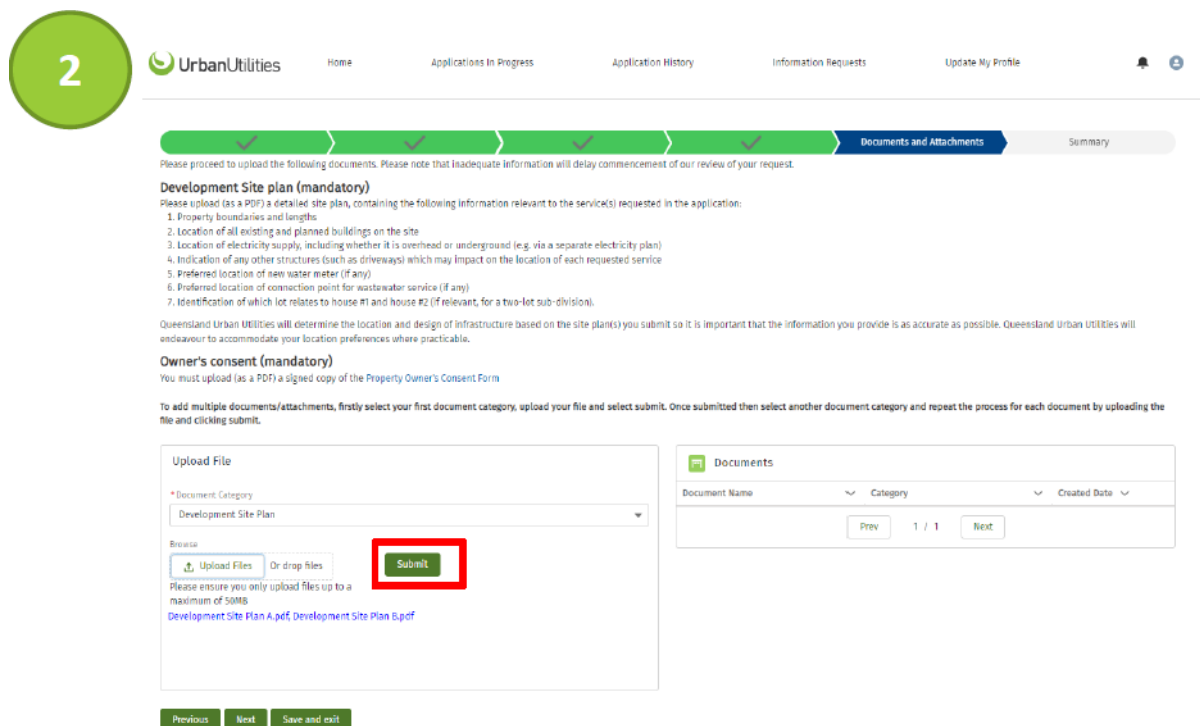 2
UrbanUtilities
Home Applications In Progress Application History Information Requests Update My Profile
Documents and Attachments Summary
Please proceed to upload the following documents. Please note that inadequate information will delay commencement of our review of your request.
Development Site plan (mandatory)
Please upload (as a PDF) a detailed site plan, containing the following information relevant to the service(s) requested in the application:
1. Property boundaries and lengths
2. Location of all existing and planned buildings on the site
3. Location of electricity supply, including whether it is overhead or underground (e.g. via a separate electricity plan)
4. Indication of any other structures (such as driveways) which may impact on the location of each requested service
5. Preferred location of new water meter (if any)
6. Preferred location of connection point for wastewater service (if any)
7. Identification of which lot relates to house #1 and house #2 (if relevant, for a two-lot sub-division).
Queensland Urban Utilities will determine the location and design of infrastructure based on the site plan(s) you submit so it is important that the information you provide is as accurate as possible. Queensland Urban Utilities will
endeavour to accommodate your location preferences where practicable.
Owner's consent (mandatory)
You must upload (as a PDF) a signed copy of the Property Owner's Consent Form
To add multiple documents/attachments, firstly select your first document category, upload your file and select submit. Once submitted then select another document category and repeat the process for each document by uploading the
file and clicking submit.
Upload File
*Document Category
Development Site Plan
Browse
Upload Files Or drop files
Submit
Please ensure you only upload files up to a
maximum of 50MB
Development Site Plan A.pdf, Development Site Plan B.pdf
Documents
Document Name Category Created Date
Prev 1 / 1 Next
Previous Next Save and exit